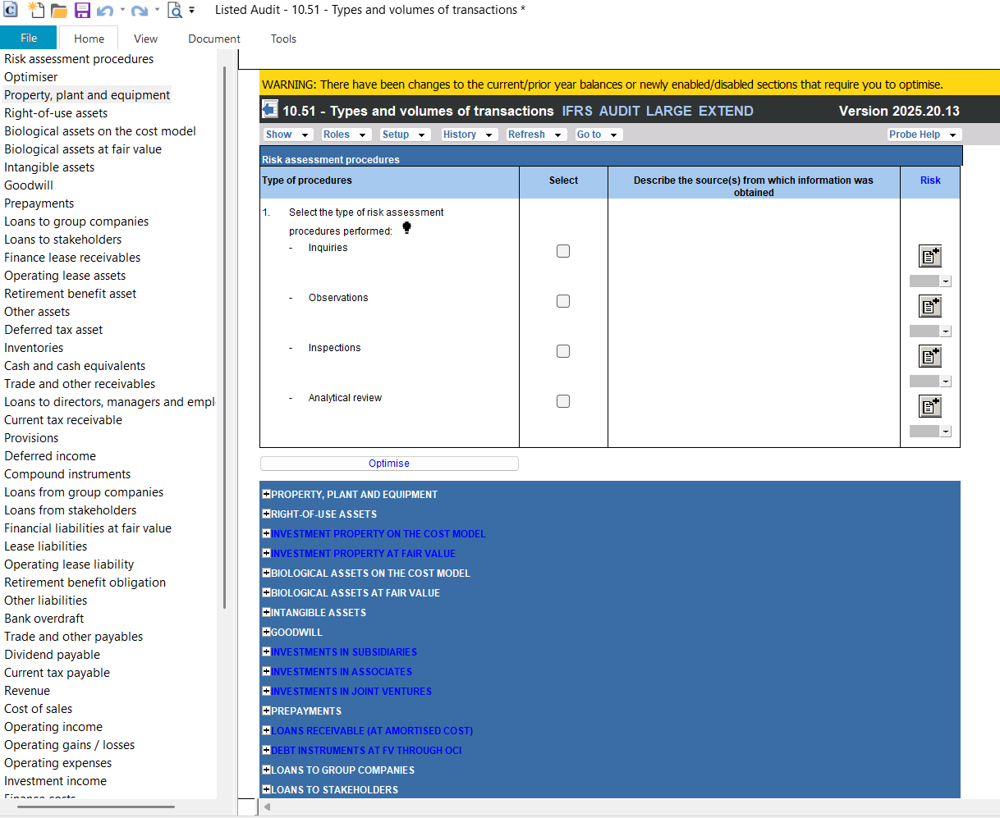 Listed Audit - 10.51 - Types and volumes of transactions *
File Home View Document Tools
Risk assessment procedures
Optimiser
Property, plant and equipment
Right-of-use assets
Biological assets on the cost model
Biological assets at fair value
Intangible assets
Goodwill
Prepayments
Loans to group companies
Loans to stakeholders
Finance lease receivables
Operating lease assets
Retirement benefit asset
Other assets
Deferred tax asset
Inventories
Cash and cash equivalents
Trade and other receivables
Loans to directors, managers and empl
Current tax receivable
Provisions
Deferred income
Compound instruments
Loans from group companies
Loans from stakeholders
Financial liabilities at fair value
Lease liabilities
Operating lease liability
Retirement benefit obligation
Other liabilities
Bank overdraft
Trade and other payables
Dividend payable
Current tax payable
Revenue
Cost of sales
Operating income
Operating gains / losses
Operating expenses
Investment income
Finance costs
WARNING: There have been changes to the current/prior year balances or newly enabled/disabled sections that require you to optimise.
10.51 - Types and volumes of transactions IFRS AUDIT LARGE EXTEND Version 2025.20.13
Show Roles Setup History Refresh Go to Probe Help
Risk assessment procedures
Type of procedures Select Describe the source(s) from which information was Risk
obtained
1. Select the type of risk assessment
procedures performed:
- Inquiries
- Observations
- Inspections
- Analytical review
Optimise
PROPERTY, PLANT AND EQUIPMENT
RIGHT-OF-USE ASSETS
INVESTMENT PROPERTY ON THE COST MODEL
INVESTMENT PROPERTY AT FAIR VALUE
BIOLOGICAL ASSETS ON THE COST MODEL
BIOLOGICAL ASSETS AT FAIR VALUE
INTANGIBLE ASSETS
GOODWILL
INVESTMENTS IN SUBSIDIARIES
INVESTMENTS IN ASSOCIATES
INVESTMENTS IN JOINT VENTURES
PREPAYMENTS
LOANS RECEIVABLE (AT AMORTISED COST)
DEBT INSTRUMENTS AT FV THROUGH OCI
LOANS TO GROUP COMPANIES
LOANS TO STAKEHOLDERS